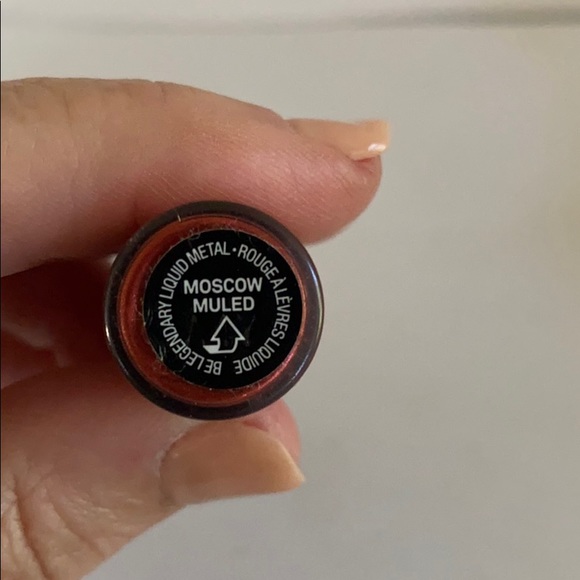 BE LEGENDARY LIQUID METAL • ROUGE À LÈVRES LIQUIDE
MOSCOW
MULED